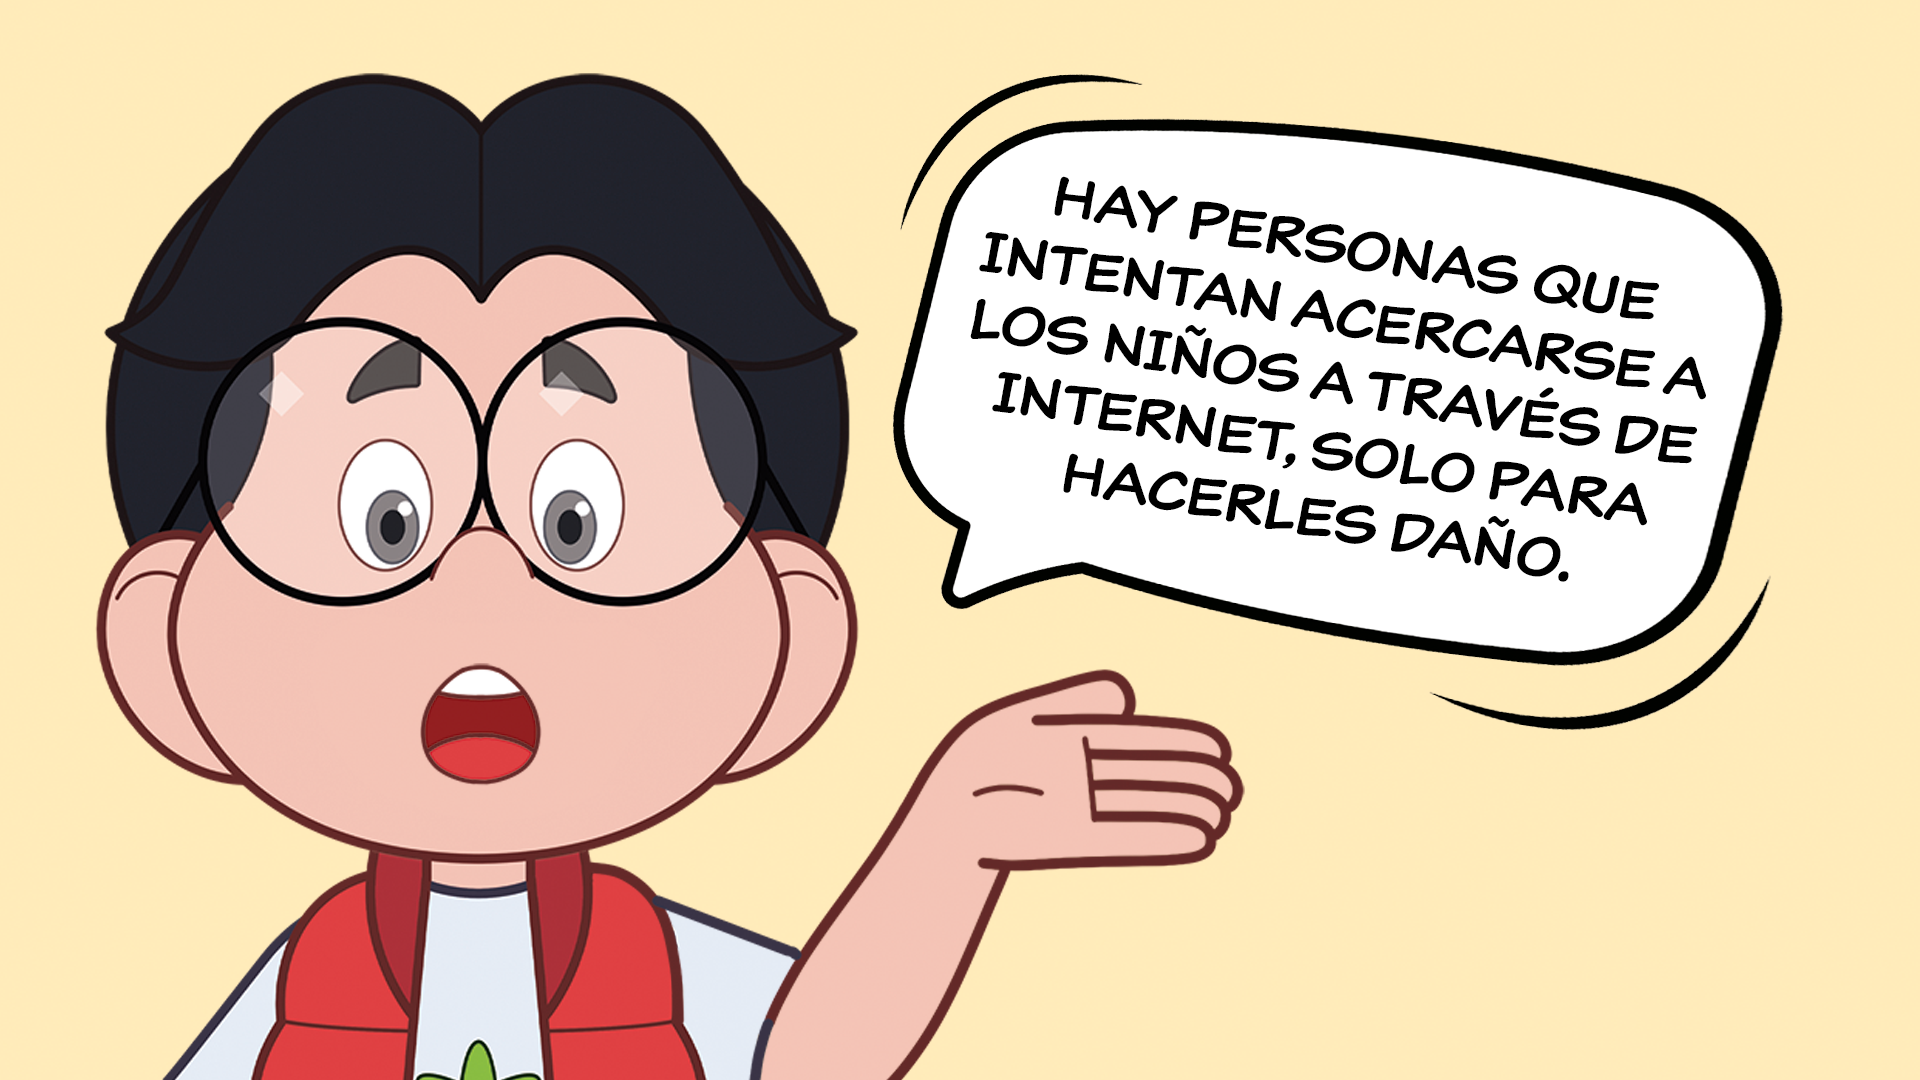 HAY PERSONAS QUE
INTENTAN ACERCARSE A
LOS NIÑOS A TRAVÉS DE
INTERNET, SOLO PARA
HACERLES DAÑO.